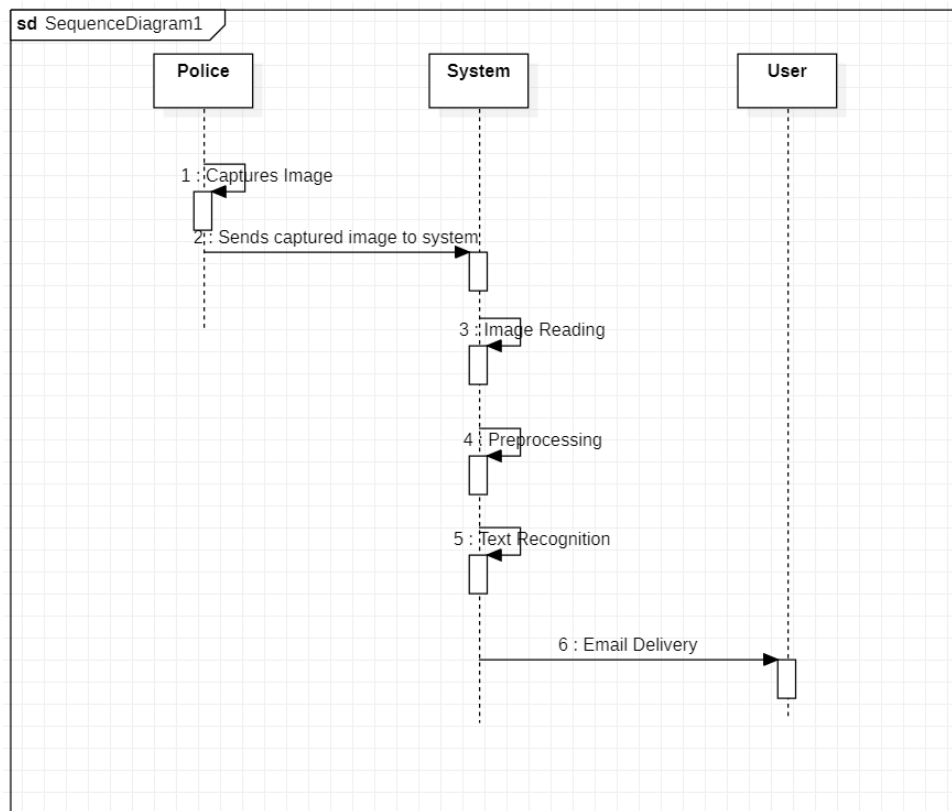 sd SequenceDiagram1
Police
System
User
1 : Captures Image
2 : Sends captured image to system
3 : Image Reading
4 : Preprocessing
5 : Text Recognition
6 : Email Delivery